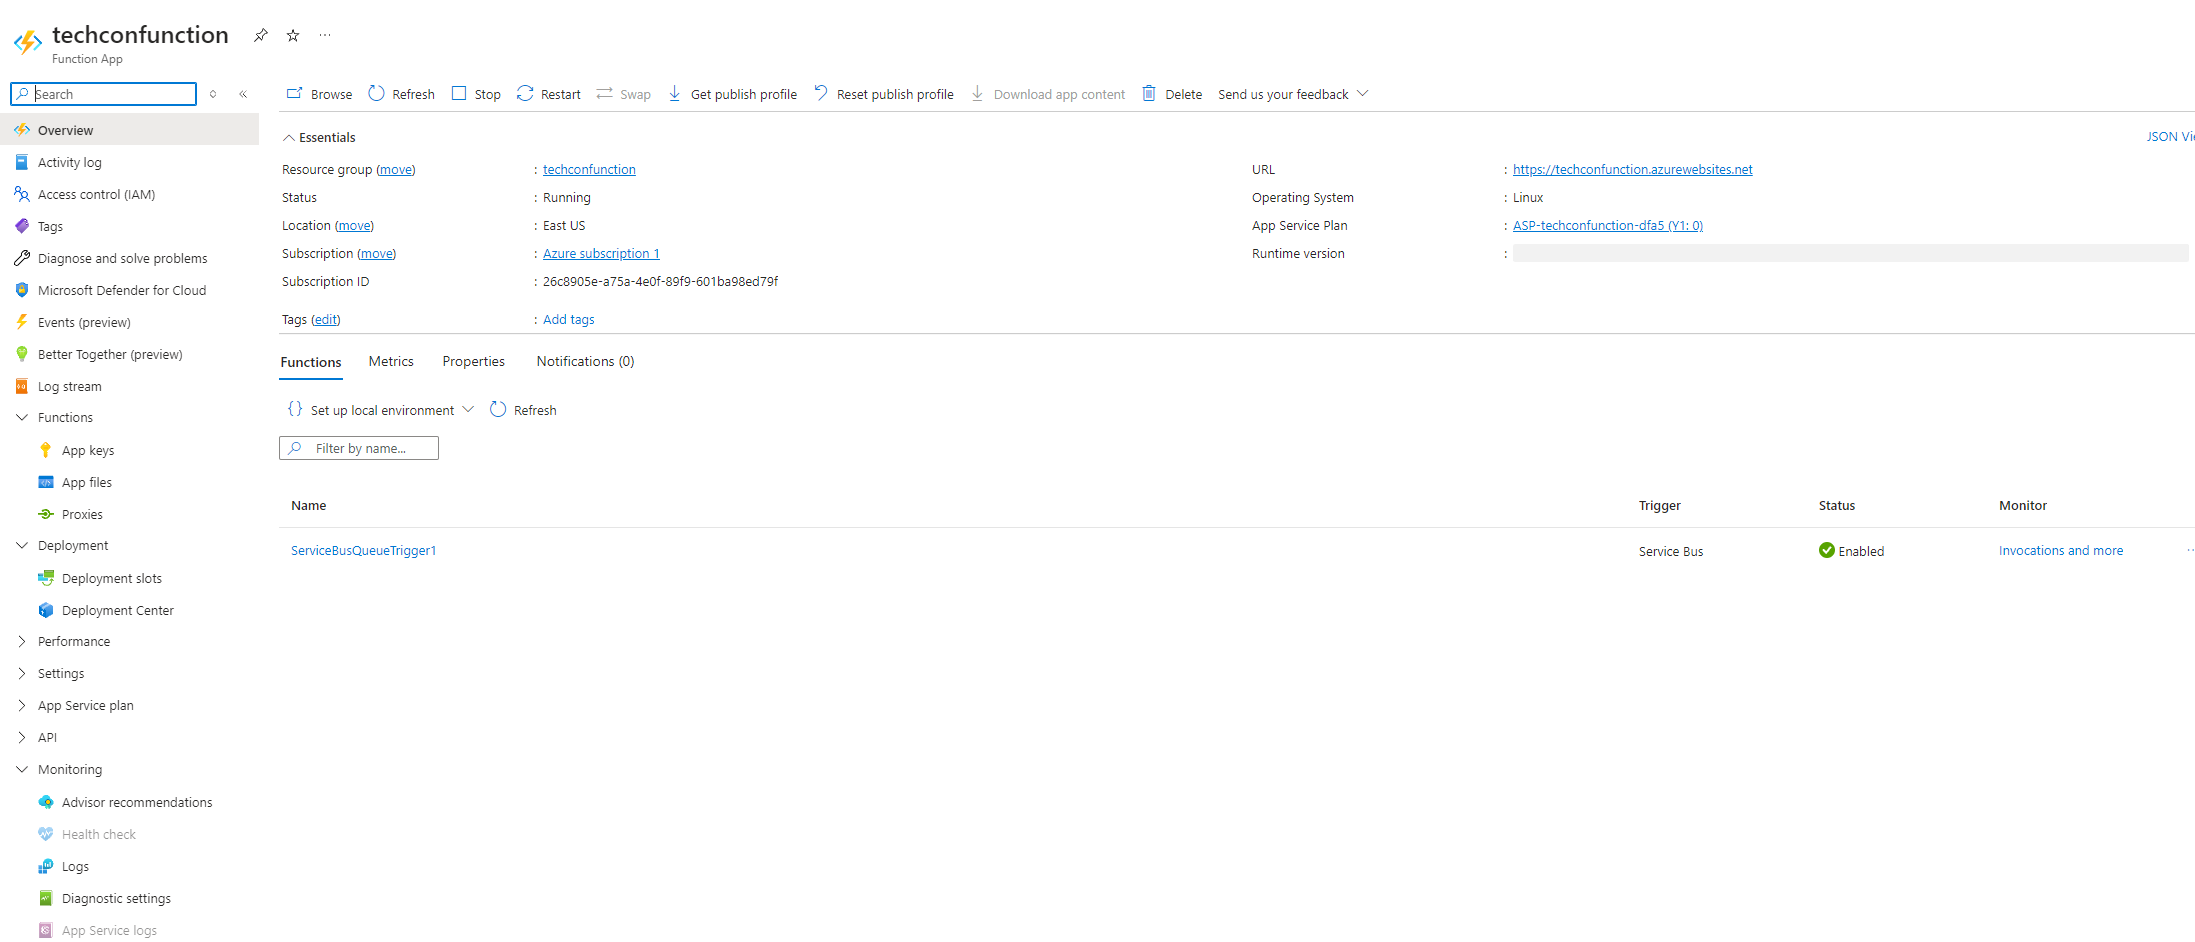 techconfunction
Function App
Search
Browse Refresh Stop Restart Swap Get publish profile Reset publish profile Download app content Delete Send us your feedback
Overview
Activity log
Access control (IAM)
Tags
Diagnose and solve problems
Microsoft Defender for Cloud
Events (preview)
Better Together (preview)
Log stream
Functions
App keys
App files
Proxies
Deployment
Deployment slots
Deployment Center
Performance
Settings
App Service plan
API
Monitoring
Advisor recommendations
Health check
Logs
Diagnostic settings
App Service logs
Essentials
JSON Vi
Resource group (move) : techconfunction
Status : Running
Location (move) : East US
Subscription (move) : Azure subscription 1
Subscription ID : 26c8905e-a75a-4e0f-89f9-601ba98ed79f
Tags (edit) : Add tags
URL : https://techconfunction.azurewebsites.net
Operating System : Linux
App Service Plan : ASP-techconfunction-dfa5 (Y1: 0)
Runtime version :
Functions Metrics Properties Notifications (0)
{} Set up local environment Refresh
Filter by name...
Name Trigger Status Monitor
ServiceBusQueueTrigger1 Service Bus Enabled Invocations and more